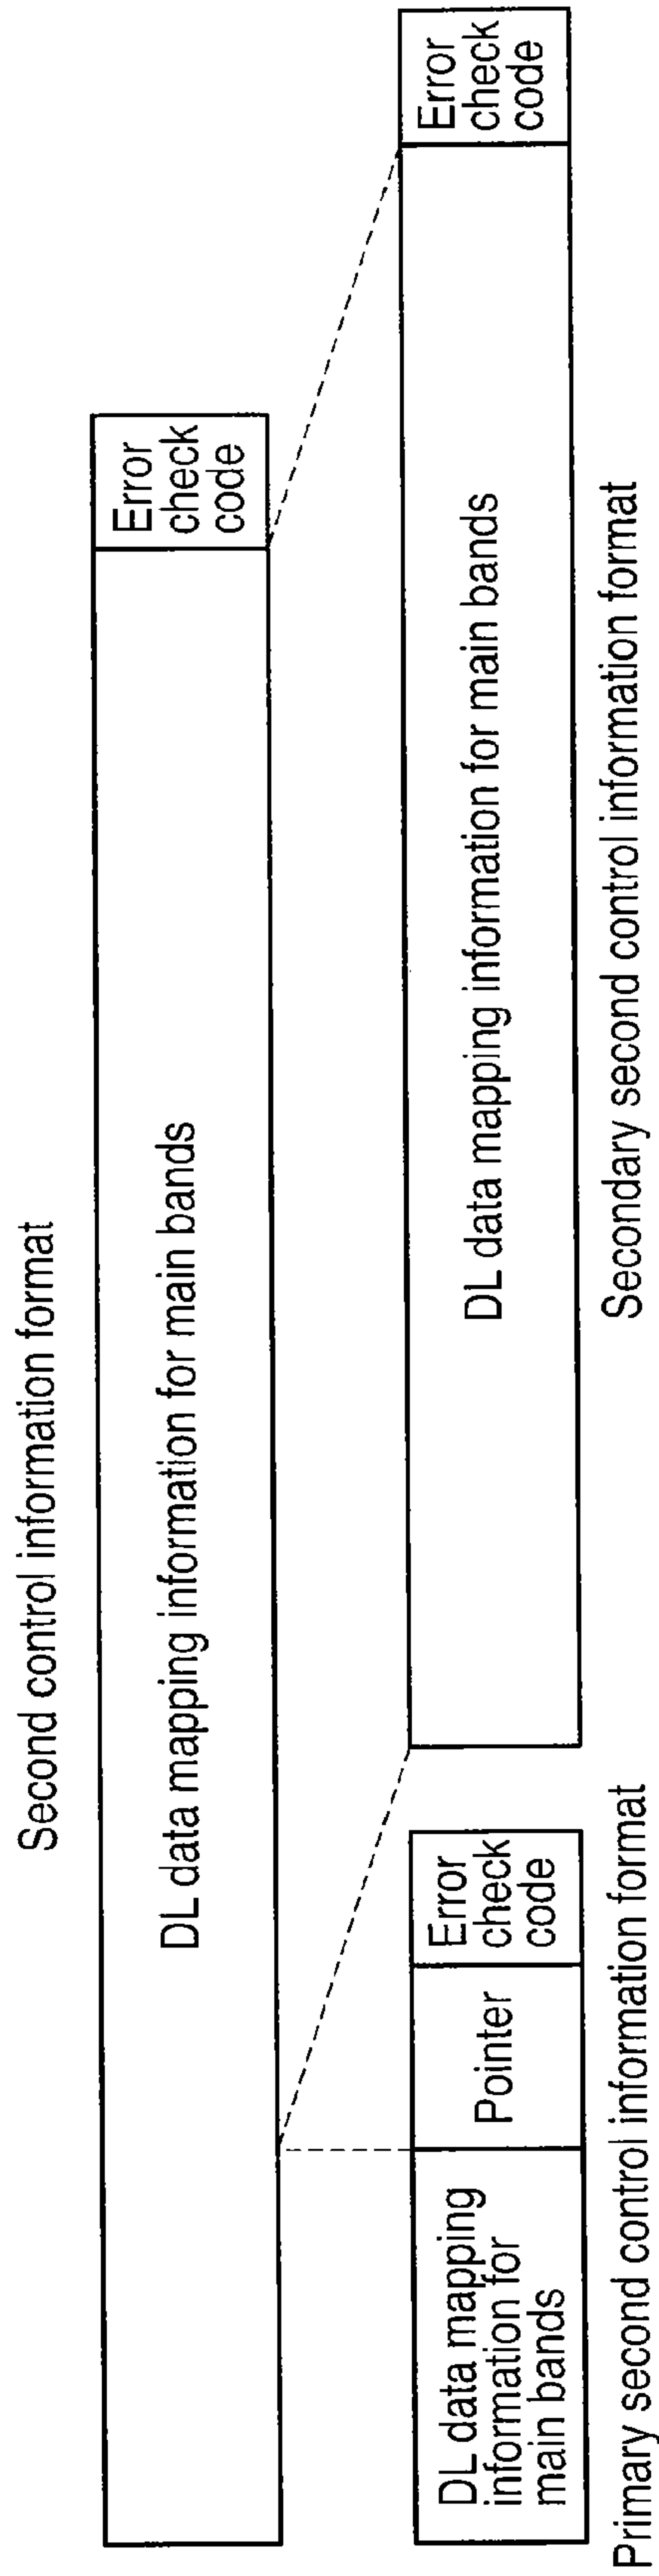 Second control information format
DL data mapping information for main bands
Error
check
code
DL data mapping
information for
main bands
Pointer
Error
check
code
Primary second control information format
DL data mapping information for main bands
Error
check
code
Secondary second control information format